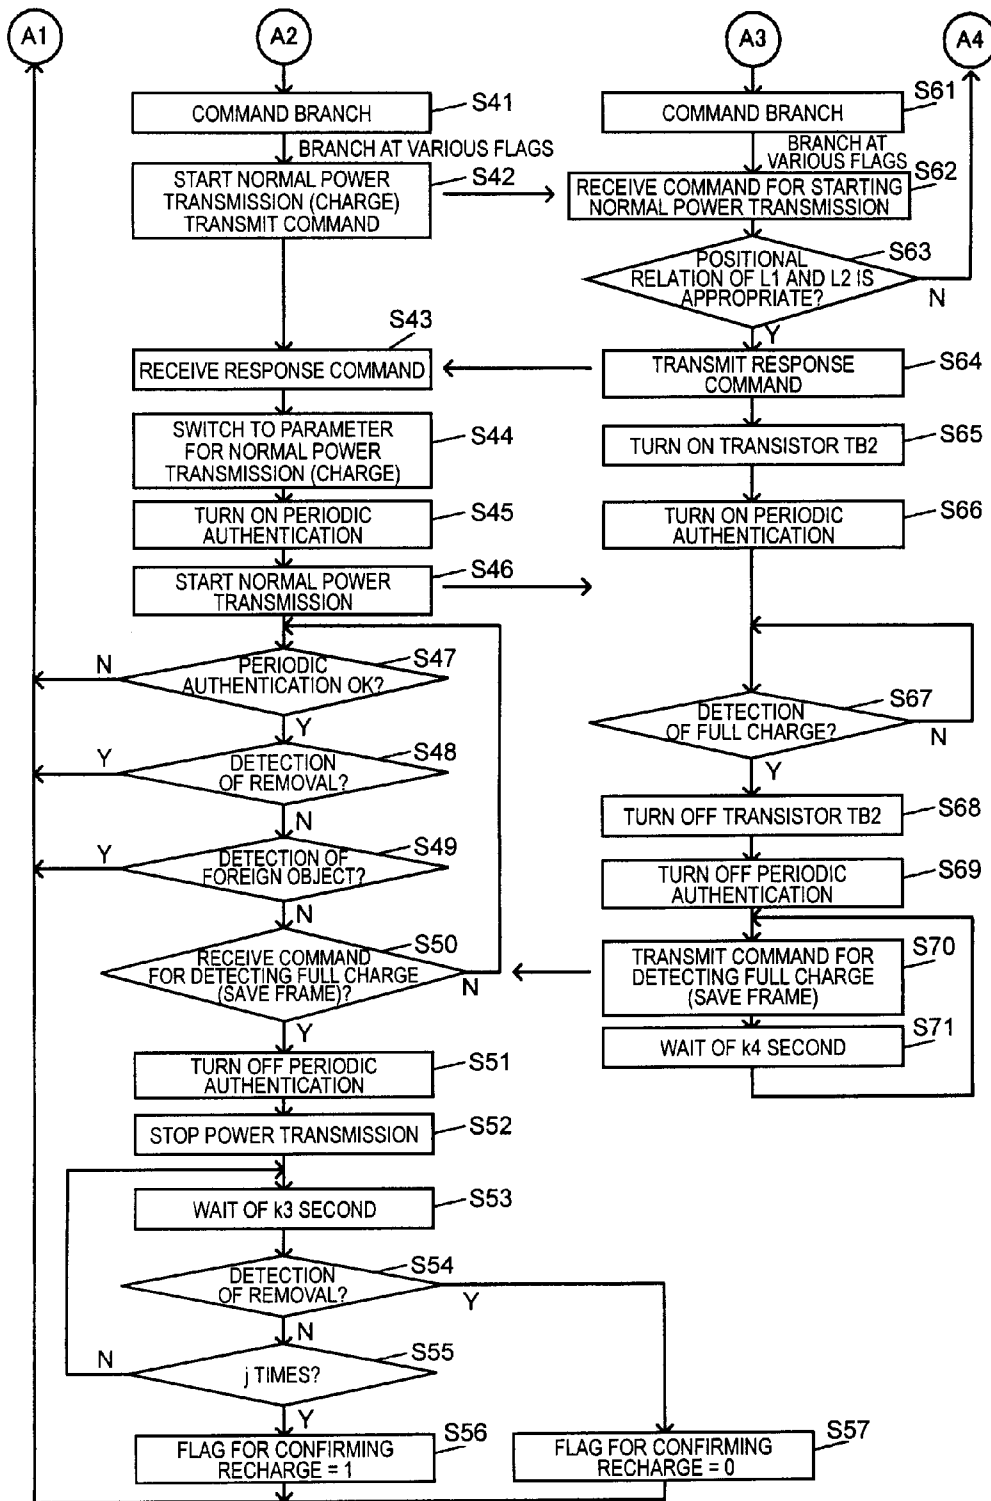 A1
A2
A3
A4
COMMAND BRANCH
S41
BRANCH AT VARIOUS FLAGS
START NORMAL POWER
TRANSMISSION (CHARGE)
TRANSMIT COMMAND
S42
S43
RECEIVE RESPONSE COMMAND
SWITCH TO PARAMETER
FOR NORMAL POWER
TRANSMISSION (CHARGE)
S44
TURN ON PERIODIC
AUTHENTICATION
S45
START NORMAL POWER
TRANSMISSION
S46
PERIODIC
AUTHENTICATION OK?
S47
N
Y
DETECTION
OF REMOVAL?
S48
Y
N
DETECTION OF
FOREIGN OBJECT?
S49
Y
N
RECEIVE COMMAND
FOR DETECTING FULL CHARGE
(SAVE FRAME)?
S50
N
Y
TURN OFF PERIODIC
AUTHENTICATION
S51
STOP POWER TRANSMISSION
S52
WAIT OF k3 SECOND
S53
DETECTION
OF REMOVAL?
S54
Y
N
j TIMES?
S55
N
Y
FLAG FOR CONFIRMING
RECHARGE = 1
S56
FLAG FOR CONFIRMING
RECHARGE = 0
S57
COMMAND BRANCH
S61
BRANCH AT
VARIOUS FLAGS
RECEIVE COMMAND FOR STARTING
NORMAL POWER TRANSMISSION
S62
POSITIONAL
RELATION OF L1 AND L2 IS
APPROPRIATE?
S63
N
Y
TRANSMIT RESPONSE
COMMAND
S64
TURN ON TRANSISTOR TB2
S65
TURN ON PERIODIC
AUTHENTICATION
S66
DETECTION
OF FULL CHARGE?
S67
N
Y
TURN OFF TRANSISTOR TB2
S68
TURN OFF PERIODIC
AUTHENTICATION
S69
TRANSMIT COMMAND FOR
DETECTING FULL CHARGE
(SAVE FRAME)
S70
WAIT OF k4 SECOND
S71